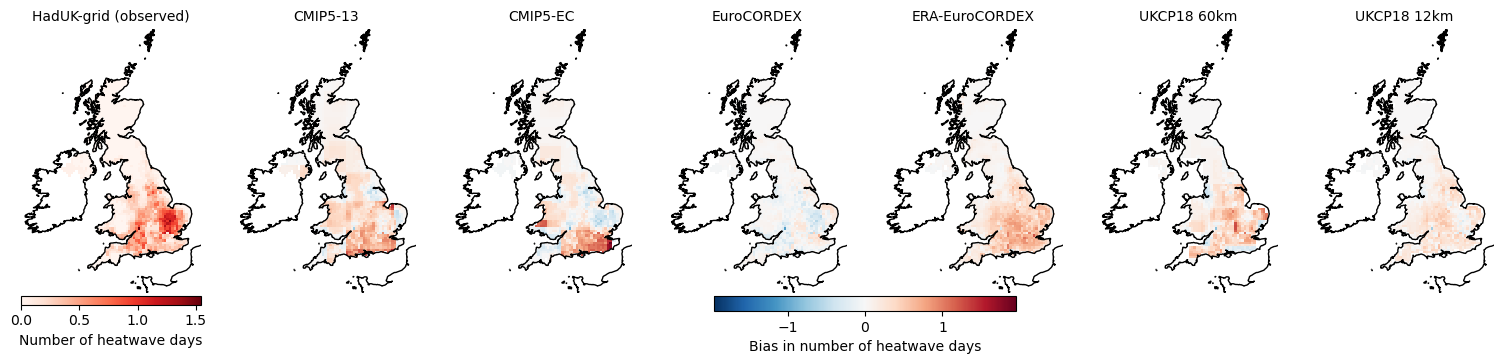 HadUK-grid (observed)
CMIP5-13
CMIP5-EC
EuroCORDEX
ERA-EuroCORDEX
UKCP18 60km
UKCP18 12km
0.0 0.5 1.0 1.5
Number of heatwave days
−1 0 1
Bias in number of heatwave days